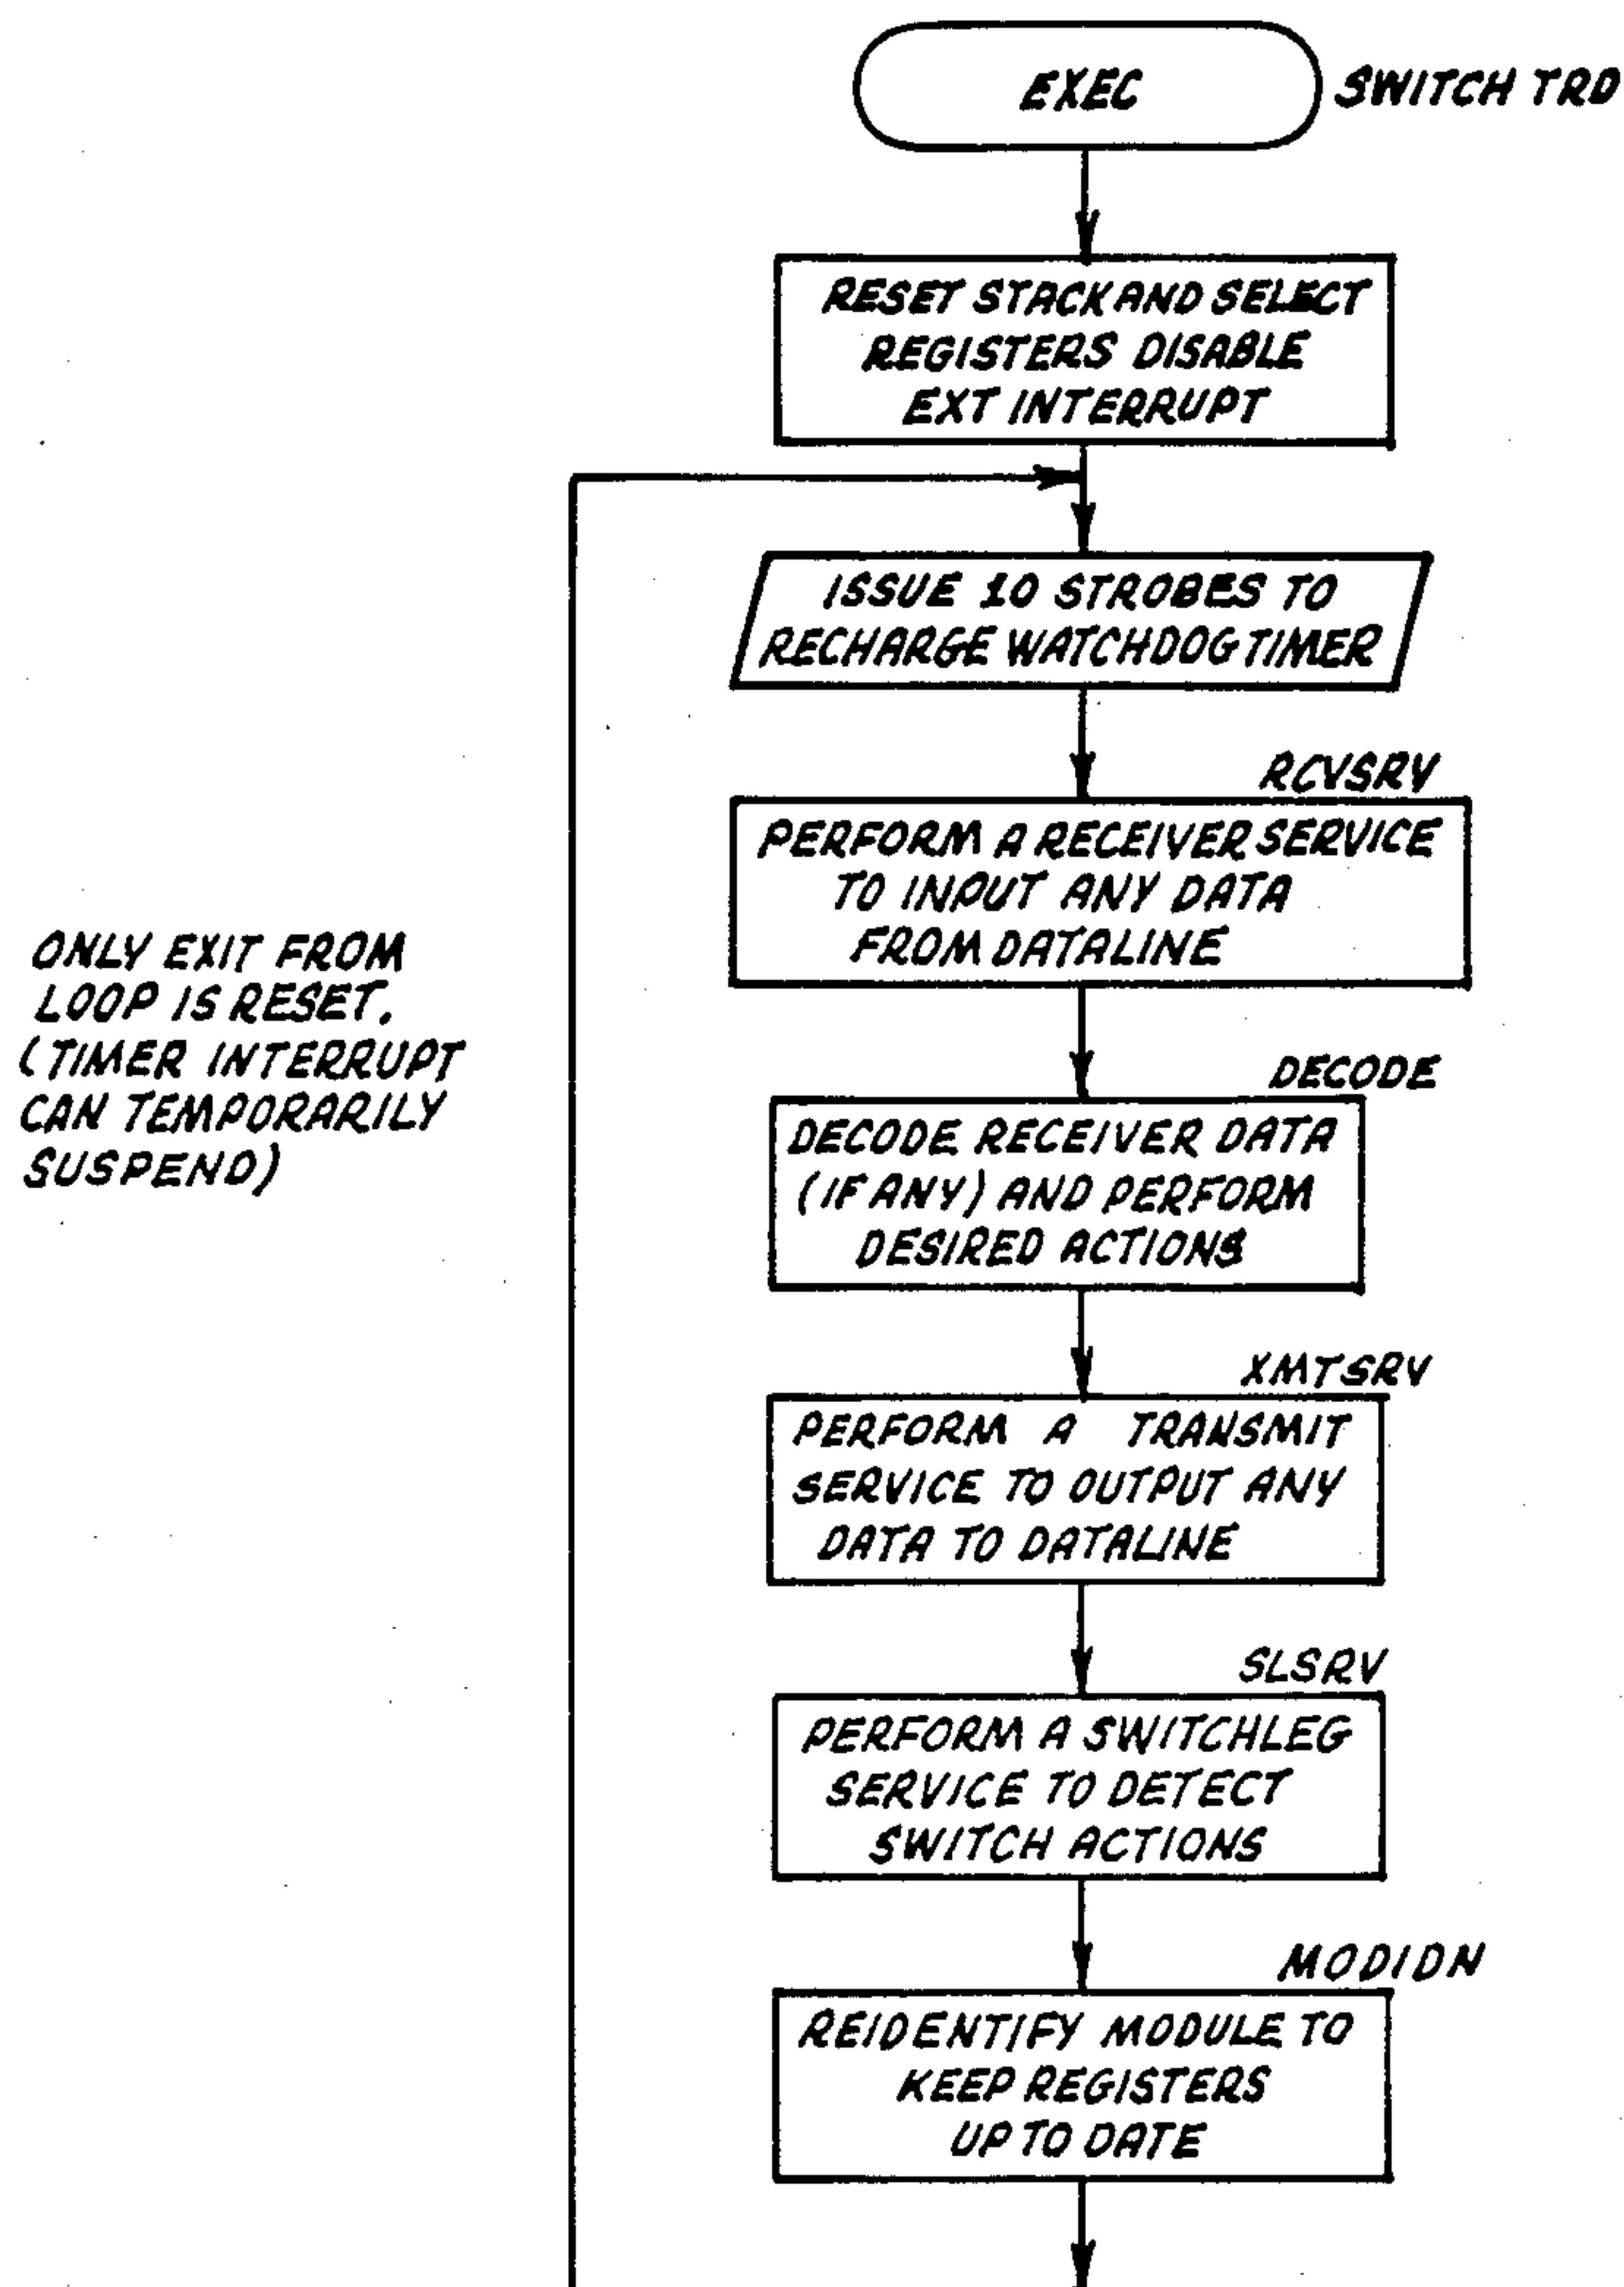 EXEC
SWITCH TRD
RESET STACK AND SELECT
REGISTERS DISABLE
EXT INTERRUPT
ISSUE 10 STROBES TO
RECHARGE WATCHDOG TIMER
RCVSRV
PERFORM A RECEIVER SERVICE
TO INPUT ANY DATA
FROM DATALINE
ONLY EXIT FROM
LOOP IS RESET.
(TIMER INTERRUPT
CAN TEMPORARILY
SUSPEND)
DECODE
DECODE RECEIVER DATA
(IF ANY) AND PERFORM
DESIRED ACTIONS
XMTSRV
PERFORM A TRANSMIT
SERVICE TO OUTPUT ANY
DATA TO DATALINE
SLSRV
PERFORM A SWITCHLEG
SERVICE TO DETECT
SWITCH ACTIONS
MODIDN
REIDENTIFY MODULE TO
KEEP REGISTERS
UP TO DATE